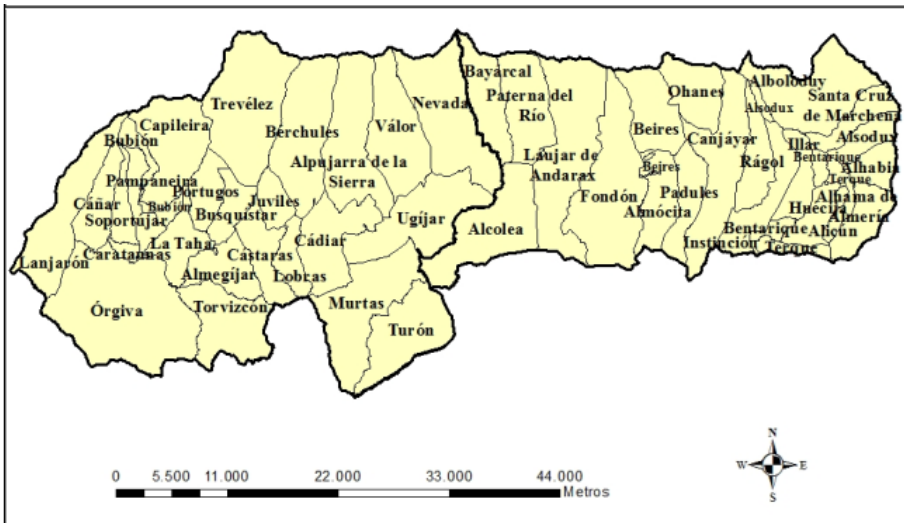 Bayárcal
Alboloduy
Ohanes
Trevélez
Nevada
Paterna del
Río
Alsodux
Santa Cruz
de Marchena
Capileira
Bubión
Bérchules
Válor
Beires
Canjáyar
Illar
Alsodux
Alpujarra de la
Sierra
Láujar de
Andarax
Beires
Rágol
Bentarique
Alhabia
Terque
Pampaneira
Pórtugos
Cáñar
Bubión
Juviles
Busquístar
Soportújar
Fondón
Padules
Almócita
Huécija
Alhama de
Almería
Ugíjar
Alcolea
Bentarique
Alicún
La Taha
Cádiar
Instinción
Terque
Lanjarón
Carataunas
Cástaras
Almegíjar
Lobras
Órgiva
Torvizcón
Murtas
Turón
N
W E
S
0 5.500 11.000 22.000 33.000 44.000
Metros